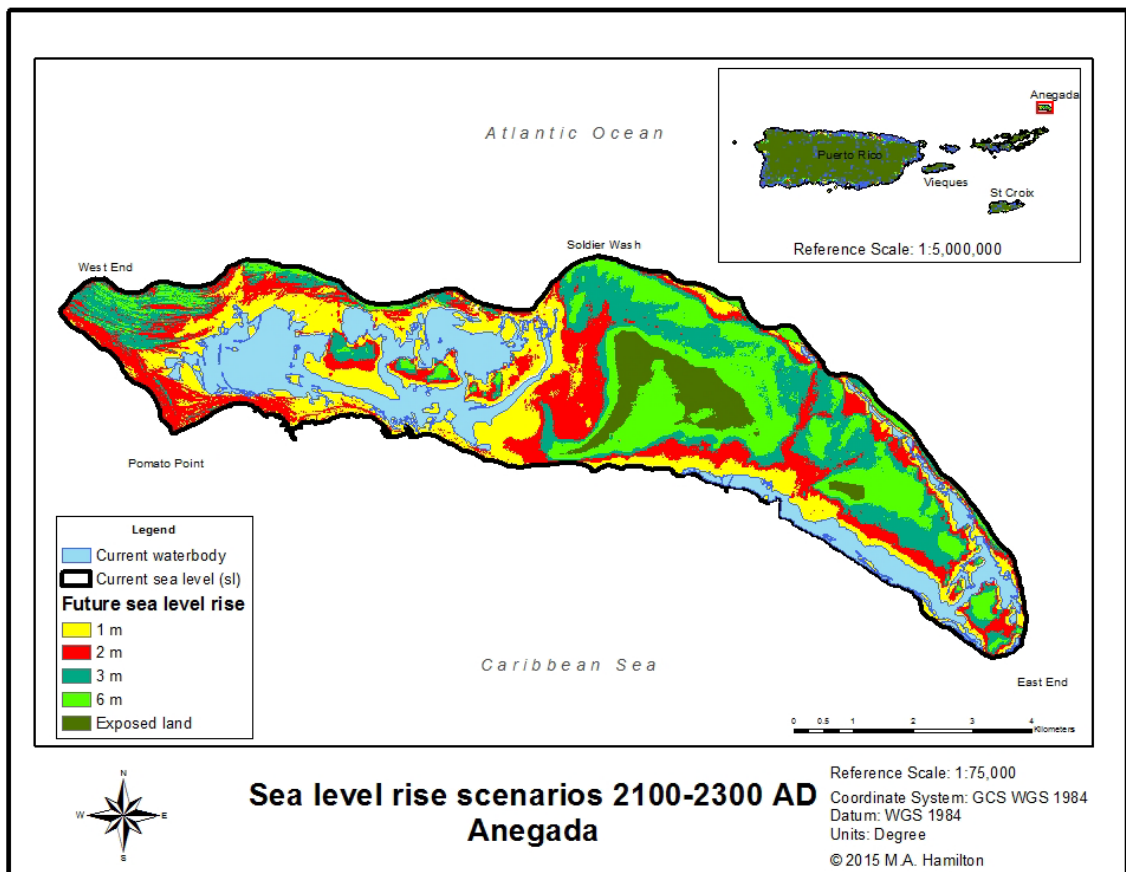 Anegada
Atlantic Ocean
Puerto Rico
Vieques
St Croix
Reference Scale: 1:5,000,000
Soldier Wash
West End
Pomato Point
Legend
Current waterbody
Current sea level (sl)
Future sea level rise
1 m
2 m
3 m
6 m
Exposed land
Caribbean Sea
East End
0 0.5 1 2 3 4
Kilometers
N
W E
S
Sea level rise scenarios 2100-2300 AD
Anegada
Reference Scale: 1:75,000
Coordinate System: GCS WGS 1984
Datum: WGS 1984
Units: Degree
© 2015 M.A. Hamilton